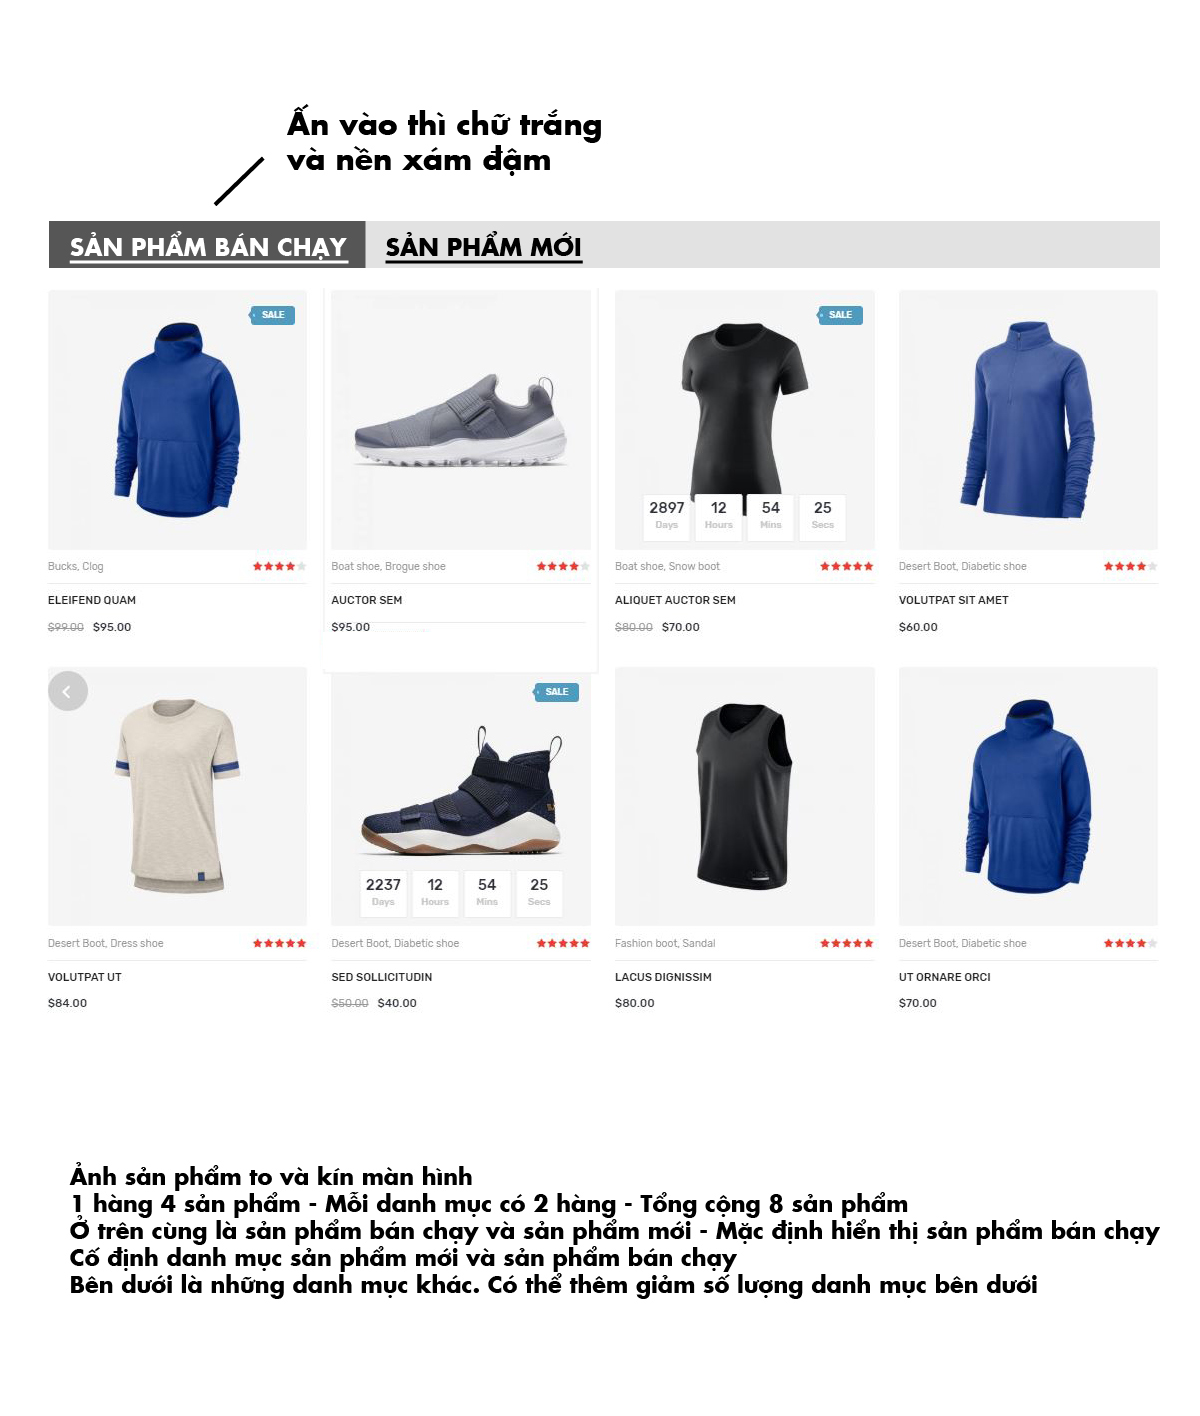 Ấn vào thì chữ trắng
và nền xám đậm
SẢN PHẨM BÁN CHẠY SẢN PHẨM MỚI
SALE
SALE
2897 12 54 25
Days Hours Mins Secs
Bucks, Clog
Boat shoe, Brogue shoe
Boat shoe, Snow boot
Desert Boot, Diabetic shoe
ELEIFEND QUAM
AUCTOR SEM
ALIQUET AUCTOR SEM
VOLUTPAT SIT AMET
$99.00 $95.00
$95.00
$80.00 $70.00
$60.00
SALE
2237 12 54 25
Days Hours Mins Secs
Desert Boot, Dress shoe
Desert Boot, Diabetic shoe
Fashion boot, Sandal
Desert Boot, Diabetic shoe
VOLUTPAT UT
SED SOLLICITUDIN
LACUS DIGNISSIM
UT ORNARE ORCI
$84.00
$50.00 $40.00
$80.00
$70.00
Ảnh sản phẩm to và kín màn hình
1 hàng 4 sản phẩm - Mỗi danh mục có 2 hàng - Tổng cộng 8 sản phẩm
Ở trên cùng là sản phẩm bán chạy và sản phẩm mới - Mặc định hiển thị sản phẩm bán chạy
Cố định danh mục sản phẩm mới và sản phẩm bán chạy
Bên dưới là những danh mục khác. Có thể thêm giảm số lượng danh mục bên dưới